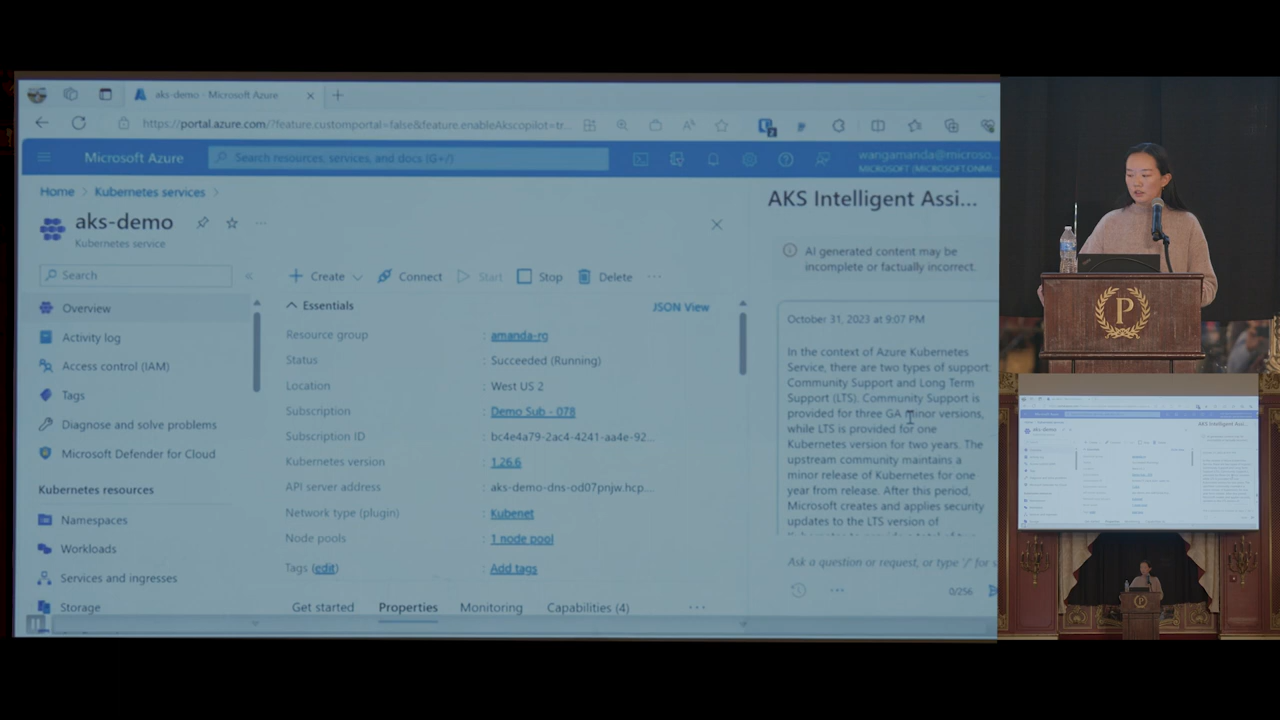 aks-demo - Microsoft Azure
https://portal.azure.com/?feature.customportal=false&feature.enableAkscopilot=tr...
Microsoft Azure
Search resources, services, and docs (G+/)
wangamanda@microso...
MICROSOFT (MICROSOFT.ONMI...
Home > Kubernetes services >
aks-demo
Kubernetes service
Search
Overview
Activity log
Access control (IAM)
Tags
Diagnose and solve problems
Microsoft Defender for Cloud
Kubernetes resources
Namespaces
Workloads
Services and ingresses
Storage
Create
Connect
Start
Stop
Delete
Essentials
JSON View
Resource group : amanda-rg
Status : Succeeded (Running)
Location : West US 2
Subscription : Demo Sub - 078
Subscription ID : bc4e4a79-2ac4-4241-aa4e-92...
Kubernetes version : 1.26.6
API server address : aks-demo-dns-od07pnjw.hcp...
Network type (plugin) : Kubenet
Node pools : 1 node pool
Tags (edit) : Add tags
Get started
Properties
Monitoring
Capabilities (4)
AKS Intelligent Assi...
AI generated content may be
incomplete or factually incorrect.
October 31, 2023 at 9:07 PM
In the context of Azure Kubernetes
Service, there are two types of support:
Community Support and Long Term
Support (LTS). Community Support is
provided for three GA minor versions,
while LTS is provided for one
Kubernetes version for two years. The
upstream community maintains a
minor release of Kubernetes for one
year from release. After this period,
Microsoft creates and applies security
updates to the LTS version of
Ask a question or request, or type '/' for s
0/256
P